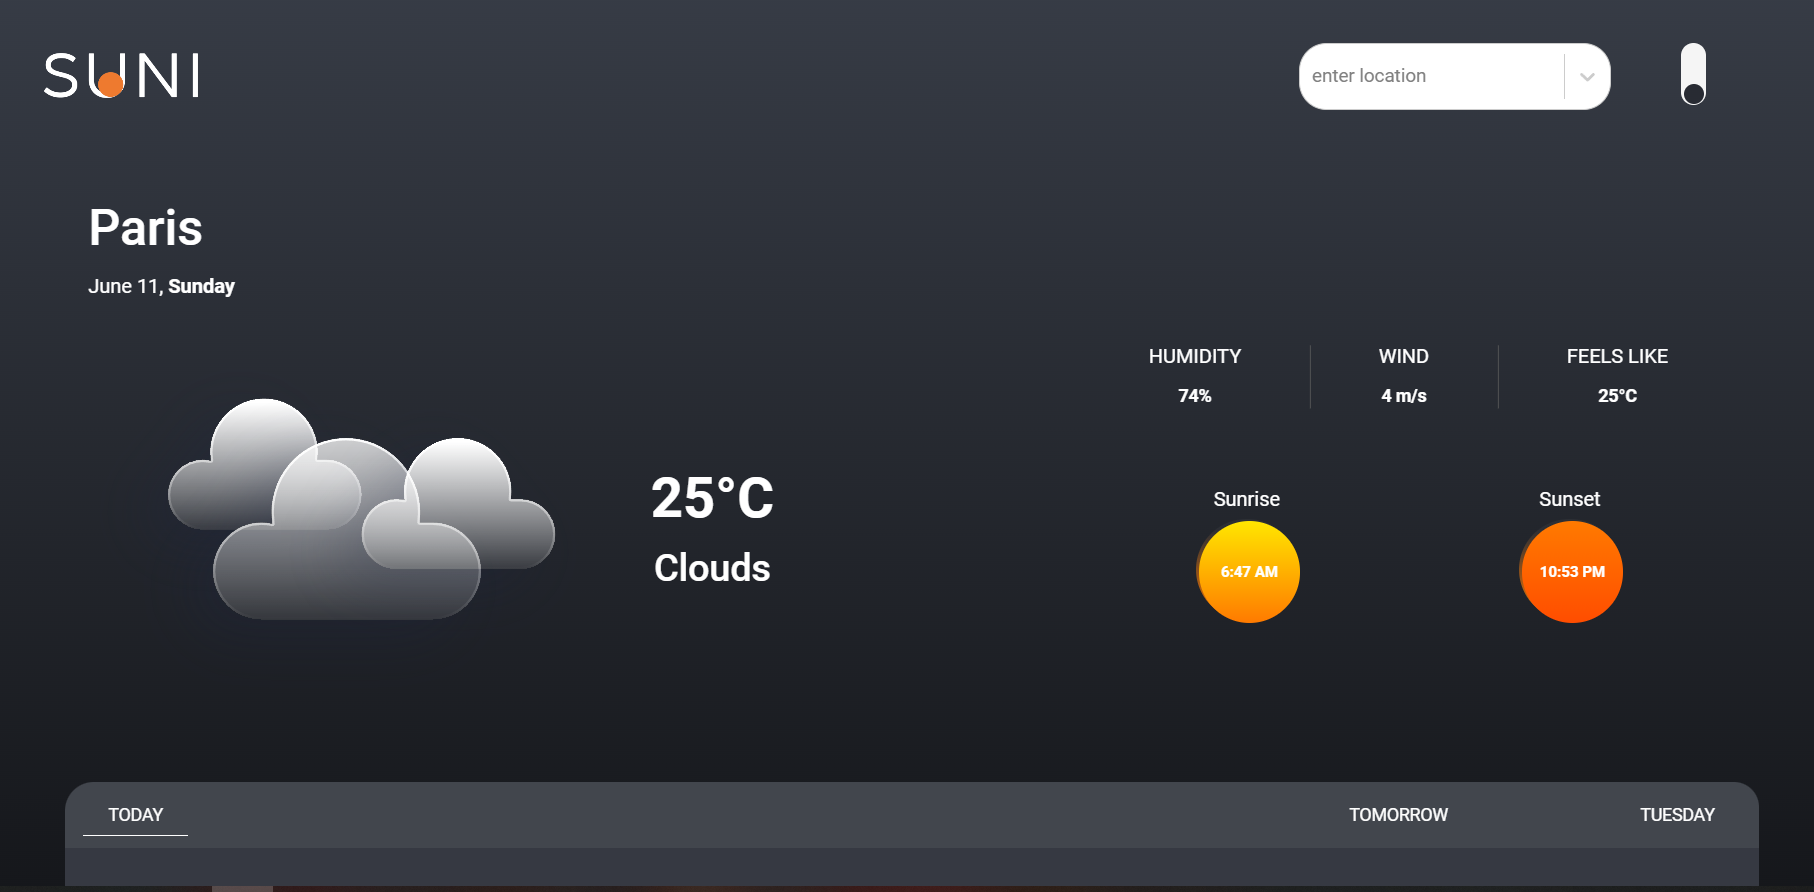 SUNI
enter location
Paris
June 11, Sunday
HUMIDITY
74%
WIND
4 m/s
FEELS LIKE
25°C
25°C
Clouds
Sunrise
6:47 AM
Sunset
10:53 PM
TODAY
TOMORROW
TUESDAY